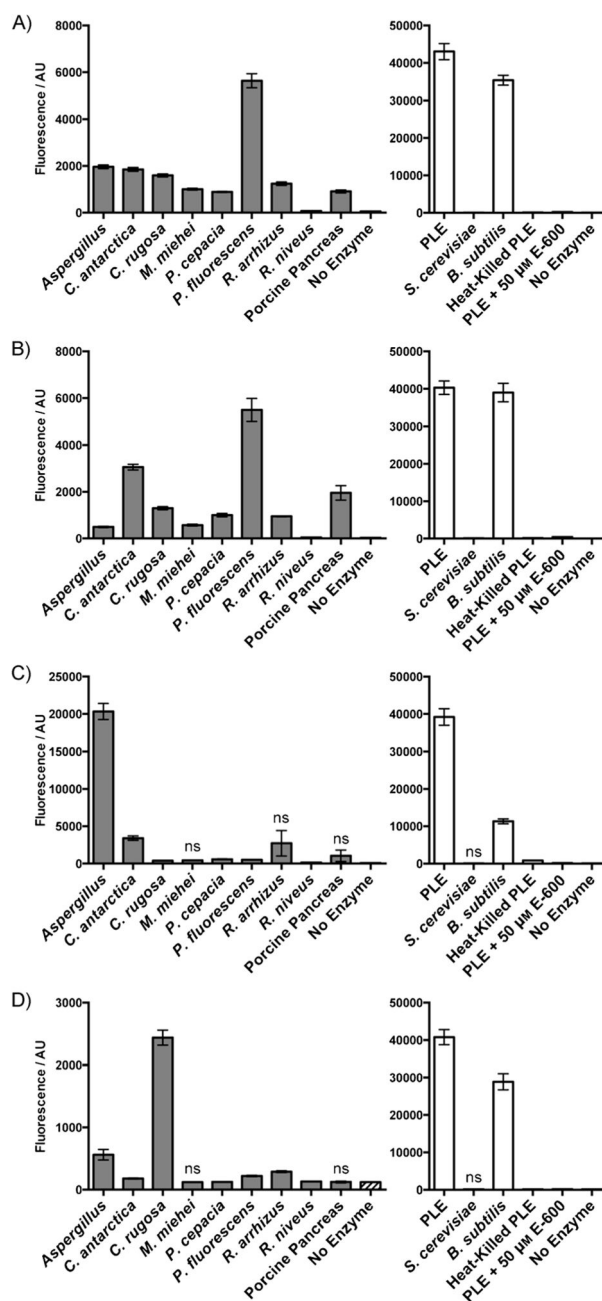 A)
Fluorescence / AU
8000
6000
4000
2000
0
Aspergillus
C. antarctica
C. rugosa
M. miehei
P. cepacia
P. fluorescens
R. arrhizus
R. niveus
Porcine Pancreas
No Enzyme
50000
40000
30000
20000
10000
0
PLE
S. cerevisiae
B. subtilis
Heat-Killed PLE
PLE + 50 µM E-600
No Enzyme
B)
Fluorescence / AU
8000
6000
4000
2000
0
Aspergillus
C. antarctica
C. rugosa
M. miehei
P. cepacia
P. fluorescens
R. arrhizus
R. niveus
Porcine Pancreas
No Enzyme
50000
40000
30000
20000
10000
0
PLE
S. cerevisiae
B. subtilis
Heat-Killed PLE
PLE + 50 µM E-600
No Enzyme
C)
Fluorescence / AU
25000
20000
15000
10000
5000
0
ns
ns
Aspergillus
C. antarctica
C. rugosa
M. miehei
P. cepacia
P. fluorescens
R. arrhizus
R. niveus
Porcine Pancreas
No Enzyme
ns
50000
40000
30000
20000
10000
0
ns
PLE
S. cerevisiae
B. subtilis
Heat-Killed PLE
PLE + 50 µM E-600
No Enzyme
D)
Fluorescence / AU
3000
2000
1000
0
ns
ns
Aspergillus
C. antarctica
C. rugosa
M. miehei
P. cepacia
P. fluorescens
R. arrhizus
R. niveus
Porcine Pancreas
No Enzyme
50000
40000
30000
20000
10000
0
ns
PLE
S. cerevisiae
B. subtilis
Heat-Killed PLE
PLE + 50 µM E-600
No Enzyme